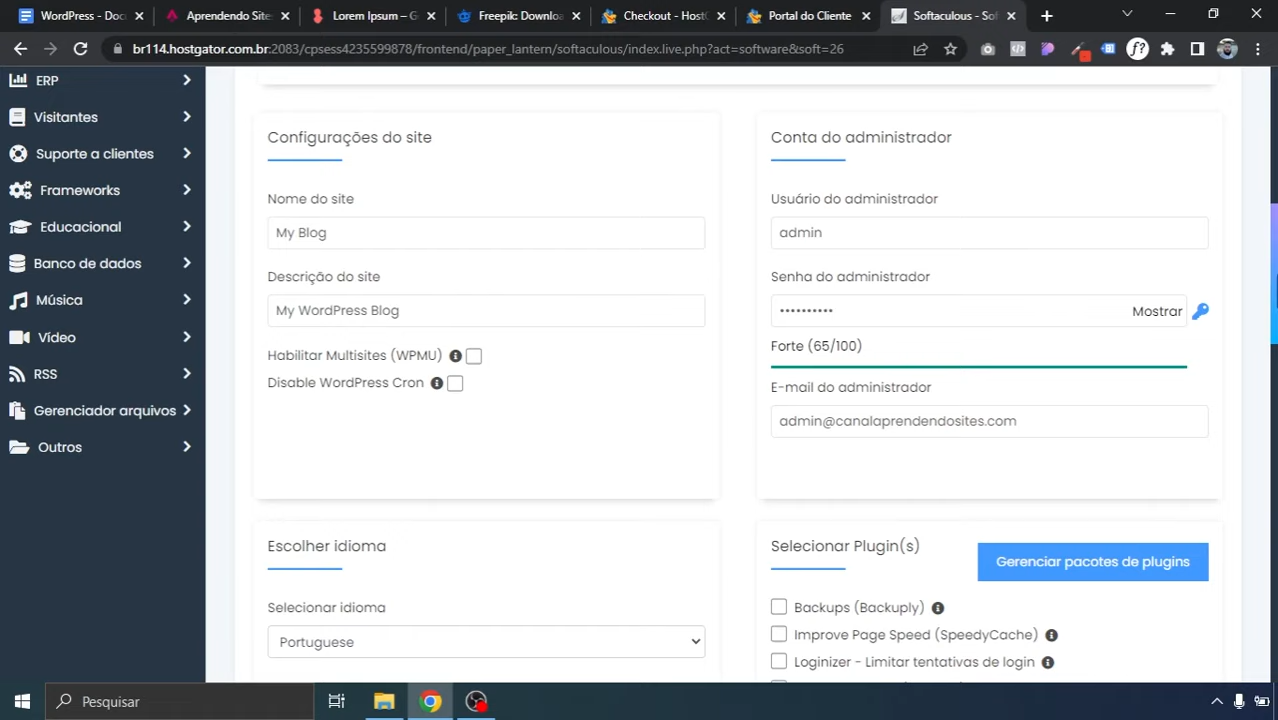 WordPress - Docum
Aprendendo Site
Lorem Ipsum – G
Freepik: Downloa
Checkout - HostG
Portal do Cliente
Softaculous - Sof
br114.hostgator.com.br:2083/cpsess4235599878/frontend/paper_lantern/softaculous/index.live.php?act=software&soft=26
ERP
Visitantes
Suporte a clientes
Frameworks
Educacional
Banco de dados
Música
Vídeo
RSS
Gerenciador arquivos
Outros
Configurações do site
Nome do site
My Blog
Descrição do site
My WordPress Blog
Habilitar Multisites (WPMU)
Disable WordPress Cron
Conta do administrador
Usuário do administrador
admin
Senha do administrador
•••••••••• Mostrar
Forte (65/100)
E-mail do administrador
admin@canalaprendendosites.com
Escolher idioma
Selecionar idioma
Portuguese
Selecionar Plugin(s)
Gerenciar pacotes de plugins
Backups (Backuply)
Improve Page Speed (SpeedyCache)
Loginizer - Limitar tentativas de login
Pesquisar